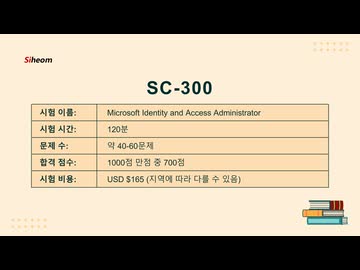 Siheom
SC-300
시험 이름: Microsoft Identity and Access Administrator
시험 시간: 120분
문제 수: 약 40-60문제
합격 점수: 1000점 만점 중 700점
시험 비용: USD $165 (지역에 따라 다를 수 있음)